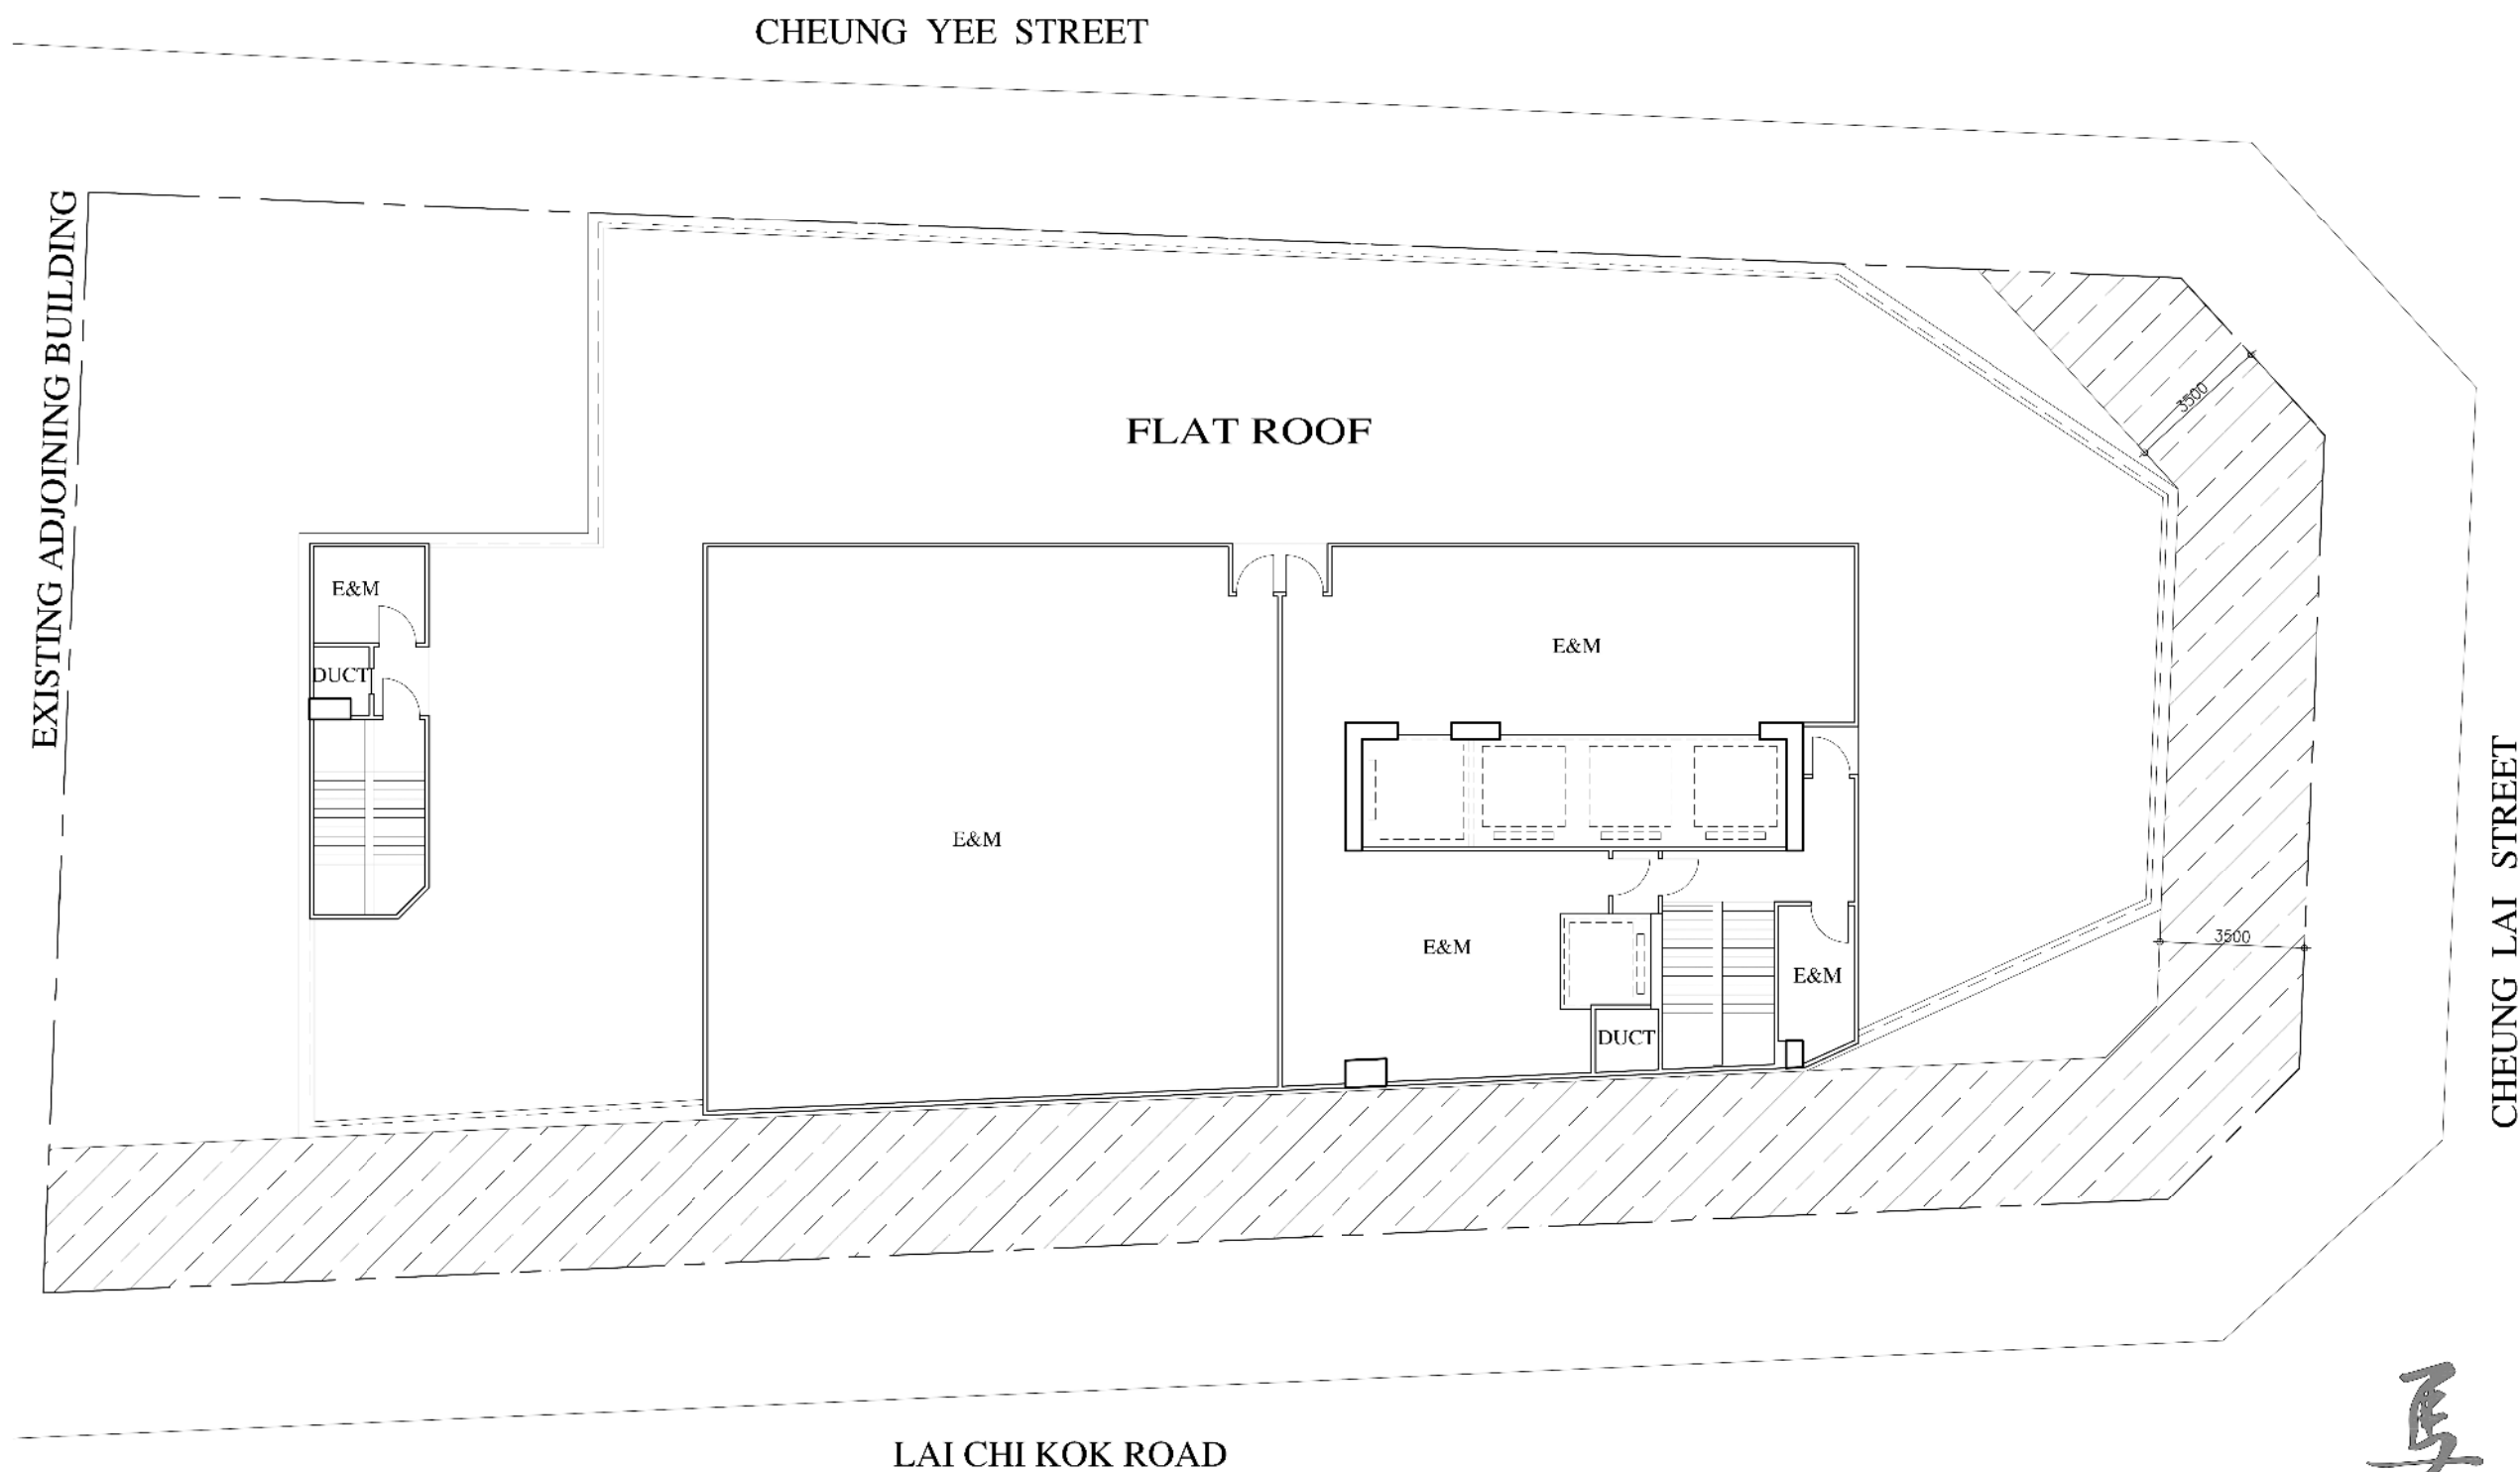 CHEUNG YEE STREET
EXISTING ADJOINING BUILDING
3500
FLAT ROOF
E&M
E&M
DUCT
E&M
E&M
3500
E&M
DUCT
CHEUNG LAI STREET
LAI CHI KOK ROAD